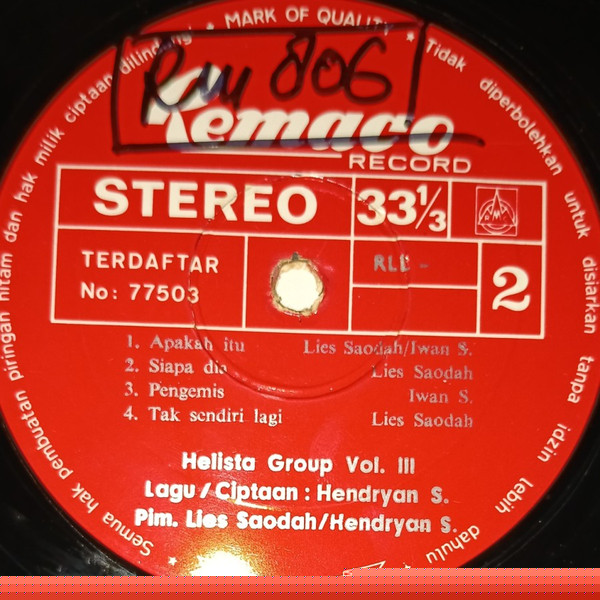 * MARK OF QUALITY *
Tidak diperbolehkan untuk disiarkan tanpa idzin lebih dahulu
Semua hak pembuatan piringan hitam dan hak milik ciptaan dilindungi
806
Remaco
RECORD
STEREO
33 1/3
TERDAFTAR
No: 77503
2
1. Apakah itu Lies Saodah/Iwan S.
2. Siapa dia Lies Saodah
3. Pengemis Iwan S.
4. Tak sendiri lagi Lies Saodah
Helista Group Vol. III
Lagu / Ciptaan : Hendryan S.
Pim. Lies Saodah/Hendryan S.